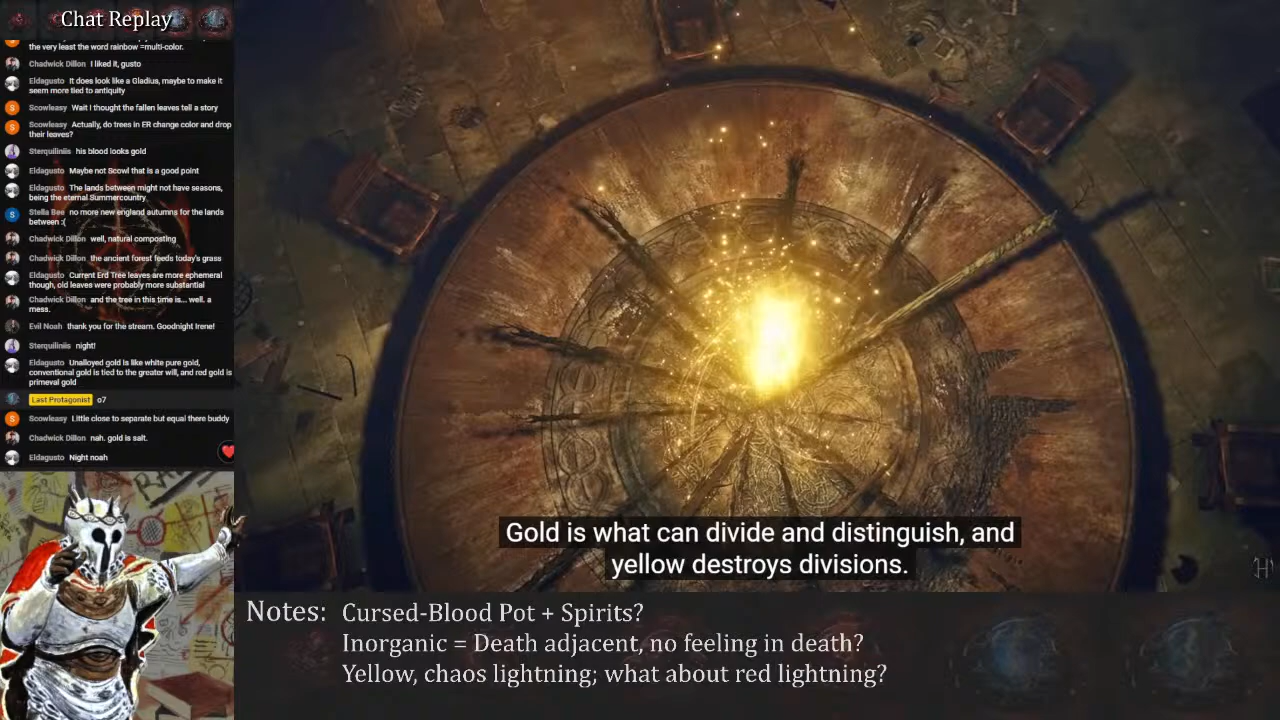 Chat Replay
the very least the word rainbow =multi-color.
Chadwick Dillon I liked it, gusto
Eldagusto It does look like a Gladius, maybe to make it
seem more tied to antiquity
Scowleasy Wait I thought the fallen leaves tell a story
Scowleasy Actually, do trees in ER change color and drop
their leaves?
Sterquiliniis his blood looks gold
Eldagusto Maybe not Scowl that is a good point
Eldagusto The lands between might not have seasons,
being the eternal Summercountry
Stella Bee no more new england autumns for the lands
between :(
Chadwick Dillon well, natural composting
Chadwick Dillon the ancient forest feeds today's grass
Eldagusto Current Erd Tree leaves are more ephemeral
though, old leaves were probably more substantial
Chadwick Dillon and the tree in this time is... well. a
mess.
Evil Noah thank you for the stream. Goodnight Irene!
Sterquiliniis night!
Eldagusto Unalloyed gold is like white pure gold,
conventional gold is tied to the greater will, and red gold is
primeval gold
Last Protagonist o7
Scowleasy Little close to separate but equal there buddy
Chadwick Dillon nah. gold is salt.
Eldagusto Night noah
Gold is what can divide and distinguish, and
yellow destroys divisions.
Notes: Cursed-Blood Pot + Spirits?
Inorganic = Death adjacent, no feeling in death?
Yellow, chaos lightning; what about red lightning?